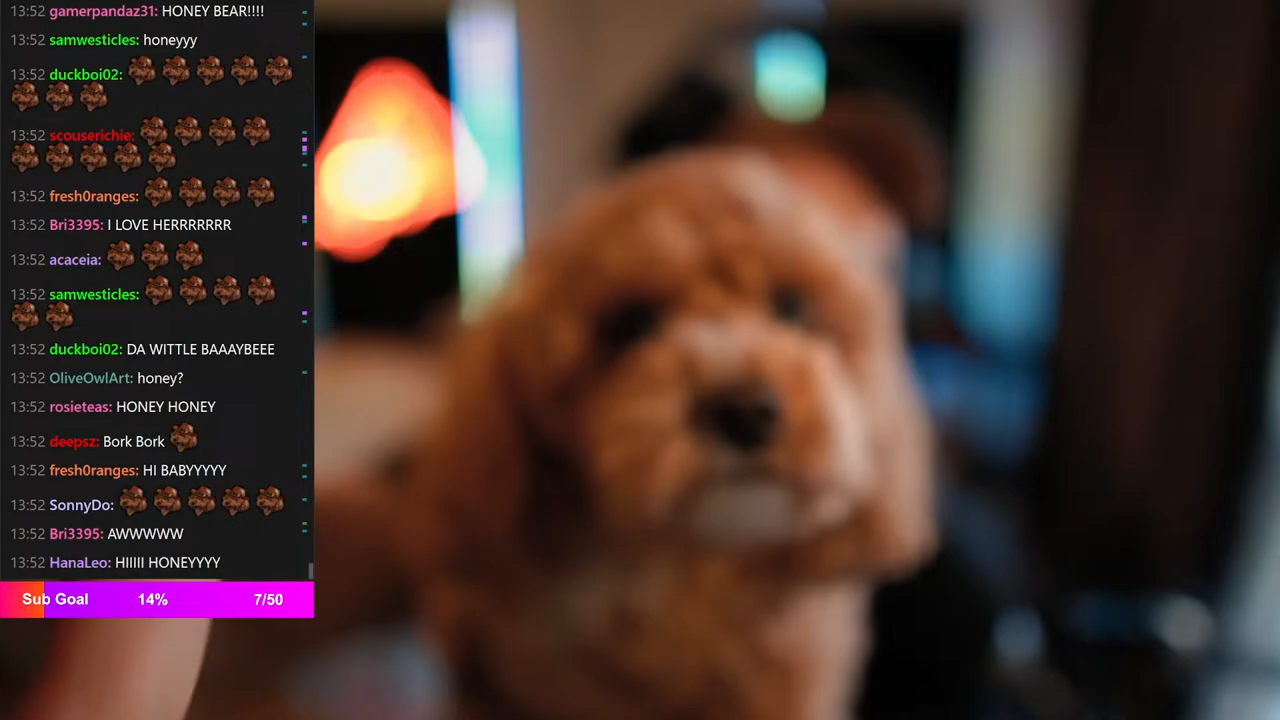 13:52 gamerpandaz31: HONEY BEAR!!!!
13:52 samwesticles: honeyyy
13:52 duckboi02:
13:52 scouserichie:
13:52 fresh0ranges:
13:52 Bri3395: I LOVE HERRRRRRR
13:52 acaceia:
13:52 samwesticles:
13:52 duckboi02: DA WITTLE BAAAYBEEE
13:52 OliveOwlArt: honey?
13:52 rosieteas: HONEY HONEY
13:52 deepsz: Bork Bork
13:52 fresh0ranges: HI BABYYYYY
13:52 SonnyDo:
13:52 Bri3395: AWWWWW
13:52 HanaLeo: HIIIII HONEYYYY
Sub Goal 14% 7/50